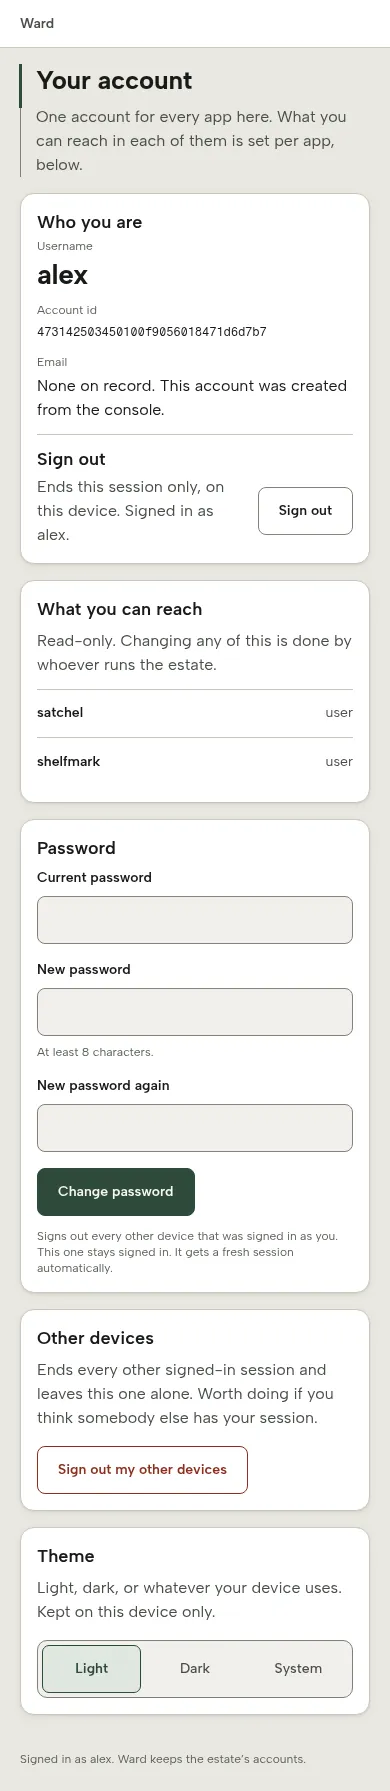 Ward
Your account
One account for every app here. What you
can reach in each of them is set per app,
below.
Who you are
Username
alex
Account id
473142503450100f9056018471d6d7b7
Email
None on record. This account was created
from the console.
Sign out
Ends this session only, on
this device. Signed in as
alex.
Sign out
What you can reach
Read-only. Changing any of this is done by
whoever runs the estate.
satchel user
shelfmark user
Password
Current password
New password
At least 8 characters.
New password again
Change password
Signs out every other device that was signed in as you.
This one stays signed in. It gets a fresh session
automatically.
Other devices
Ends every other signed-in session and
leaves this one alone. Worth doing if you
think somebody else has your session.
Sign out my other devices
Theme
Light, dark, or whatever your device uses.
Kept on this device only.
Light Dark System
Signed in as alex. Ward keeps the estate's accounts.